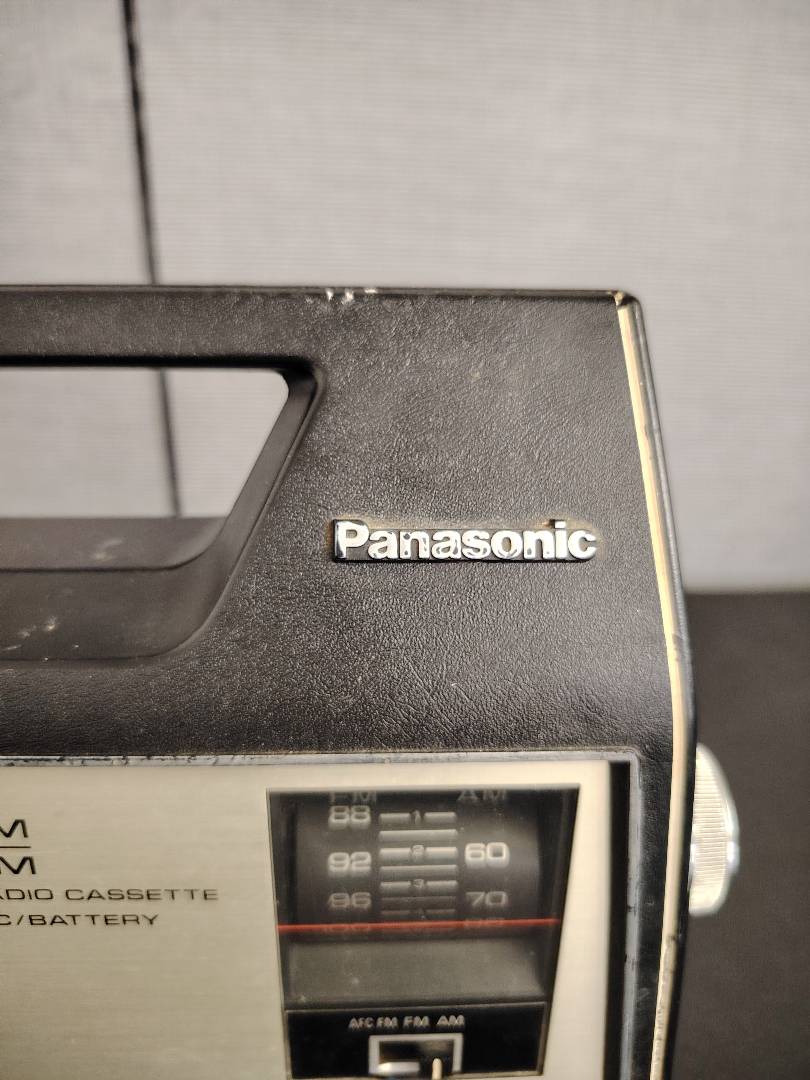 Panasonic
FM AM
88 1
92 2 60
96 3 70
M
M
ADIO CASSETTE
C/BATTERY
AFC FM FM AM